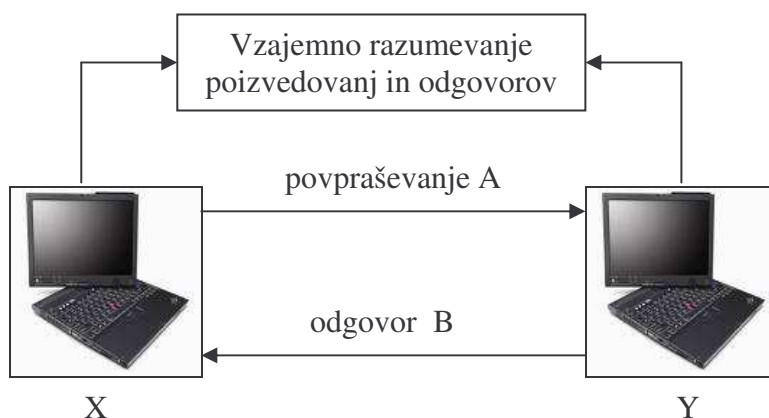 Vzajemno razumevanje
poizvedovanj in odgovorov
povpraševanje A
odgovor B
X
Y